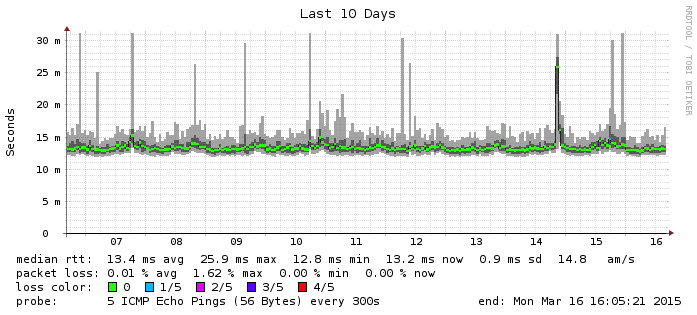 Last 10 Days
RRDTOOL / TOBI OETIKER
Seconds
30 m
25 m
20 m
15 m
10 m
5 m
0
07 08 09 10 11 12 13 14 15 16
median rtt: 13.4 ms avg 25.9 ms max 12.8 ms min 13.2 ms now 0.9 ms sd 14.8 am/s
packet loss: 0.01 % avg 1.62 % max 0.00 % min 0.00 % now
loss color: 0 1/5 2/5 3/5 4/5
probe: 5 ICMP Echo Pings (56 Bytes) every 300s end: Mon Mar 16 16:05:21 2015